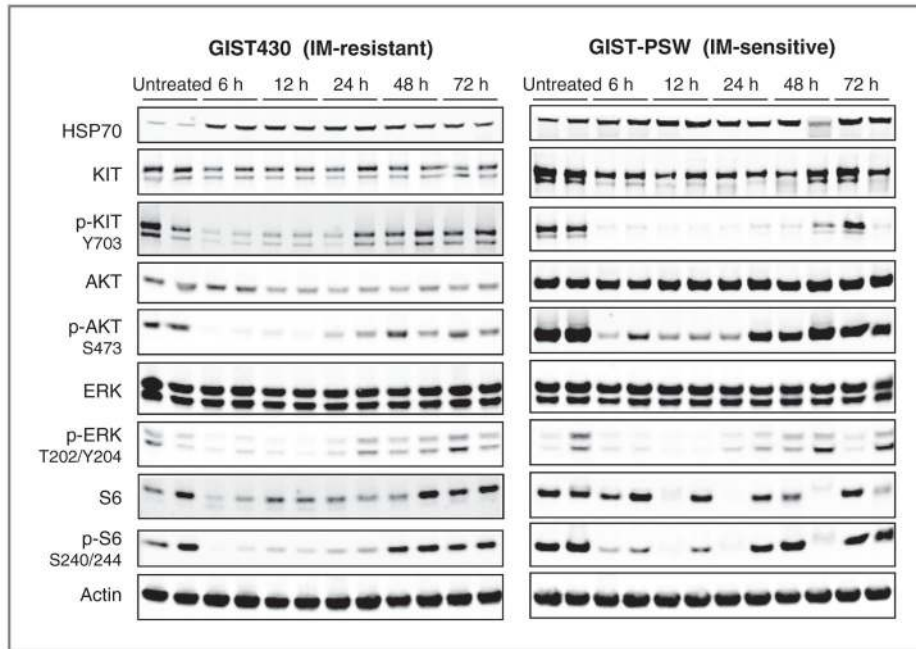 GIST430 (IM-resistant) GIST-PSW (IM-sensitive)
Untreated 6 h 12 h 24 h 48 h 72 h Untreated 6 h 12 h 24 h 48 h 72 h
HSP70
KIT
p-KIT
Y703
AKT
p-AKT
S473
ERK
p-ERK
T202/Y204
S6
p-S6
S240/244
Actin